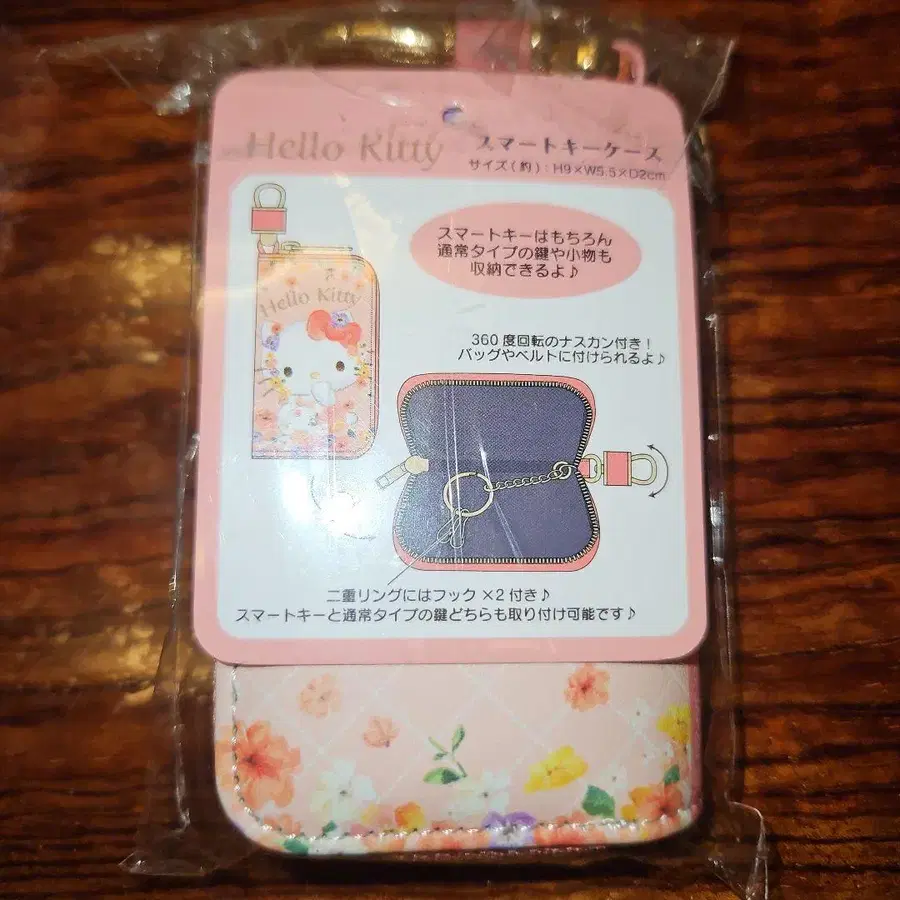 Hello Kitty スマートキーケース
サイズ(約):H9×W5.5×D2cm
スマートキーはもちろん
通常タイプの鍵や小物も
収納できるよ♪
Hello Kitty
360度回転のナスカン付き!
バッグやベルトに付けられるよ♪
二重リングにはフック×2付き♪
スマートキーと通常タイプの鍵どちらも取り付け可能です♪